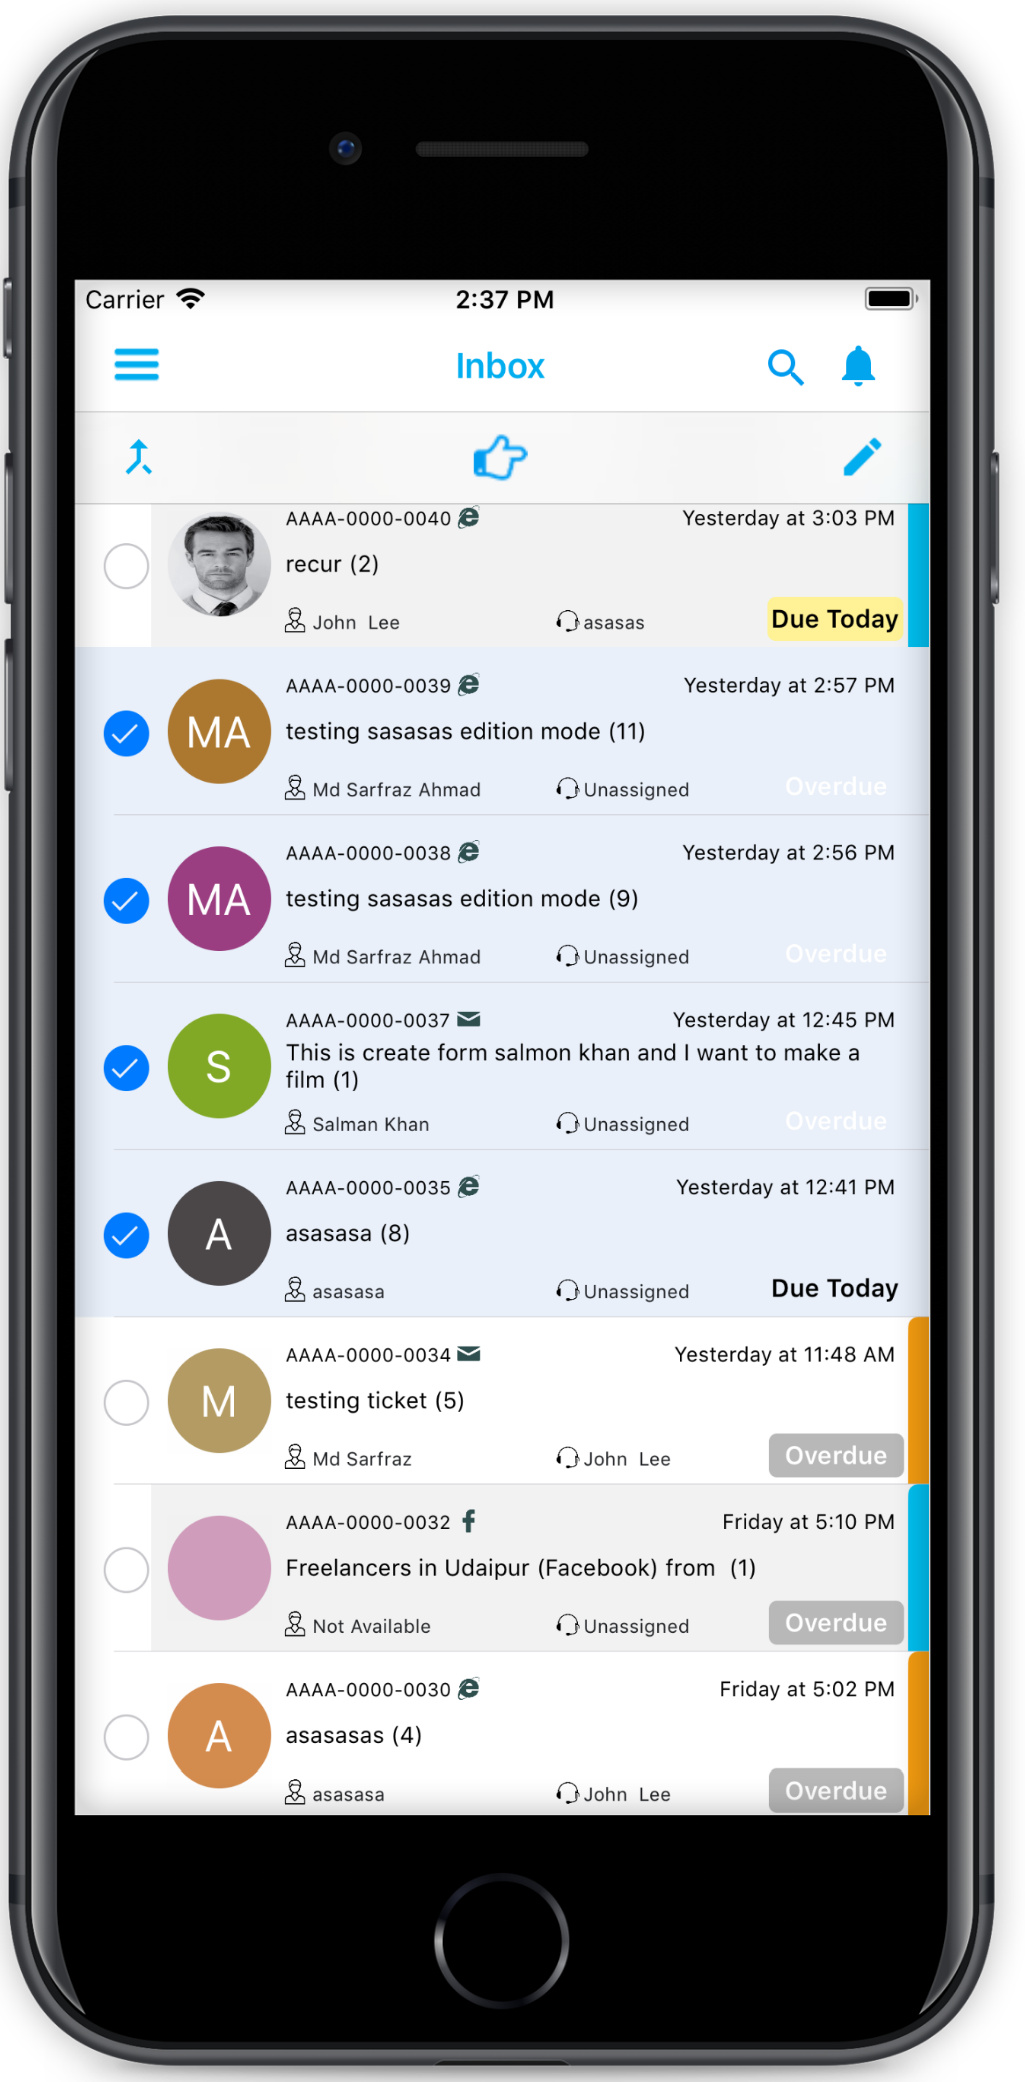 Carrier 2:37 PM
Inbox
AAAA-0000-0040 Yesterday at 3:03 PM
recur (2)
John Lee asasas Due Today
AAAA-0000-0039 Yesterday at 2:57 PM
MA
testing sasasas edition mode (11)
Md Sarfraz Ahmad Unassigned Overdue
AAAA-0000-0038 Yesterday at 2:56 PM
MA
testing sasasas edition mode (9)
Md Sarfraz Ahmad Unassigned Overdue
AAAA-0000-0037 Yesterday at 12:45 PM
S
This is create form salmon khan and I want to make a
film (1)
Salman Khan Unassigned Overdue
AAAA-0000-0035 Yesterday at 12:41 PM
A
asasasa (8)
asasasa Unassigned Due Today
AAAA-0000-0034 Yesterday at 11:48 AM
M
testing ticket (5)
Md Sarfraz John Lee Overdue
AAAA-0000-0032 Friday at 5:10 PM
Freelancers in Udaipur (Facebook) from (1)
Not Available Unassigned Overdue
AAAA-0000-0030 Friday at 5:02 PM
A
asasasas (4)
asasasa John Lee Overdue